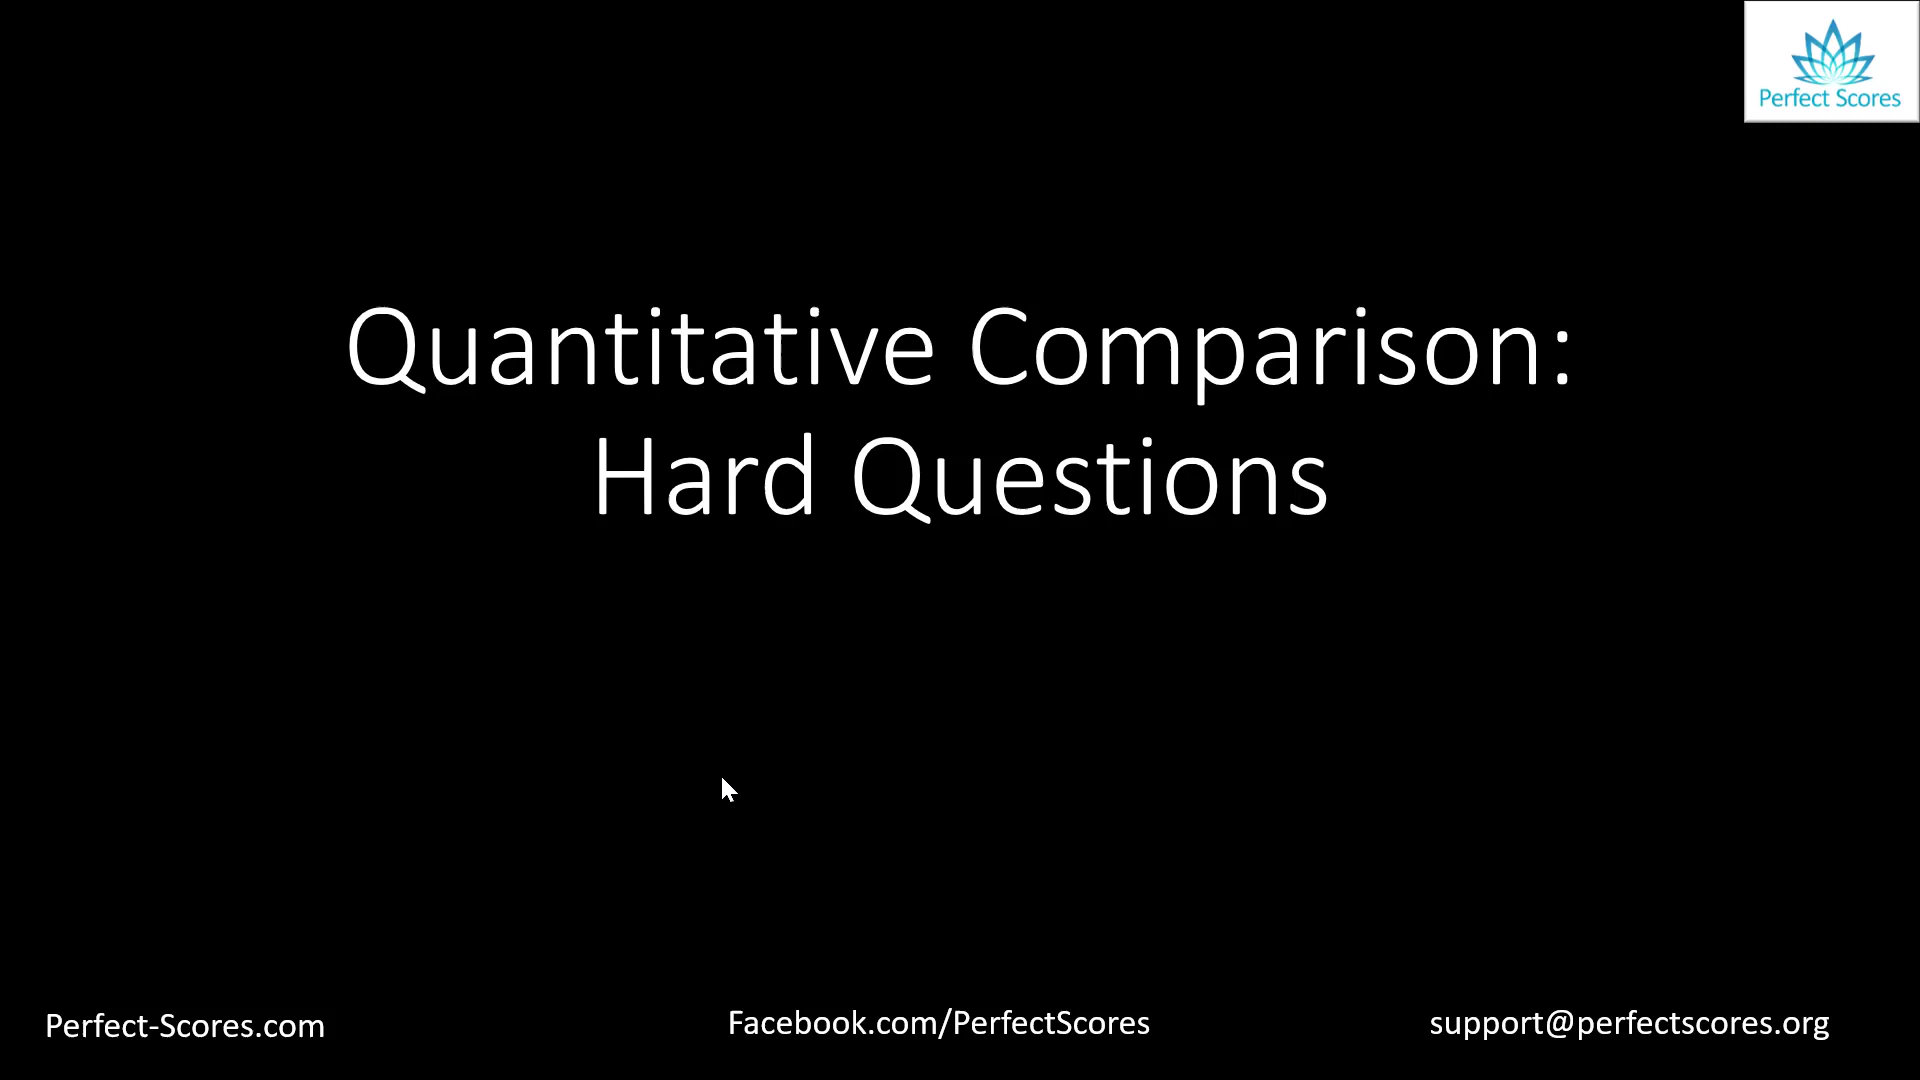 Perfect Scores
Quantitative Comparison:
Hard Questions
Perfect-Scores.com
Facebook.com/PerfectScores
support@perfectscores.org